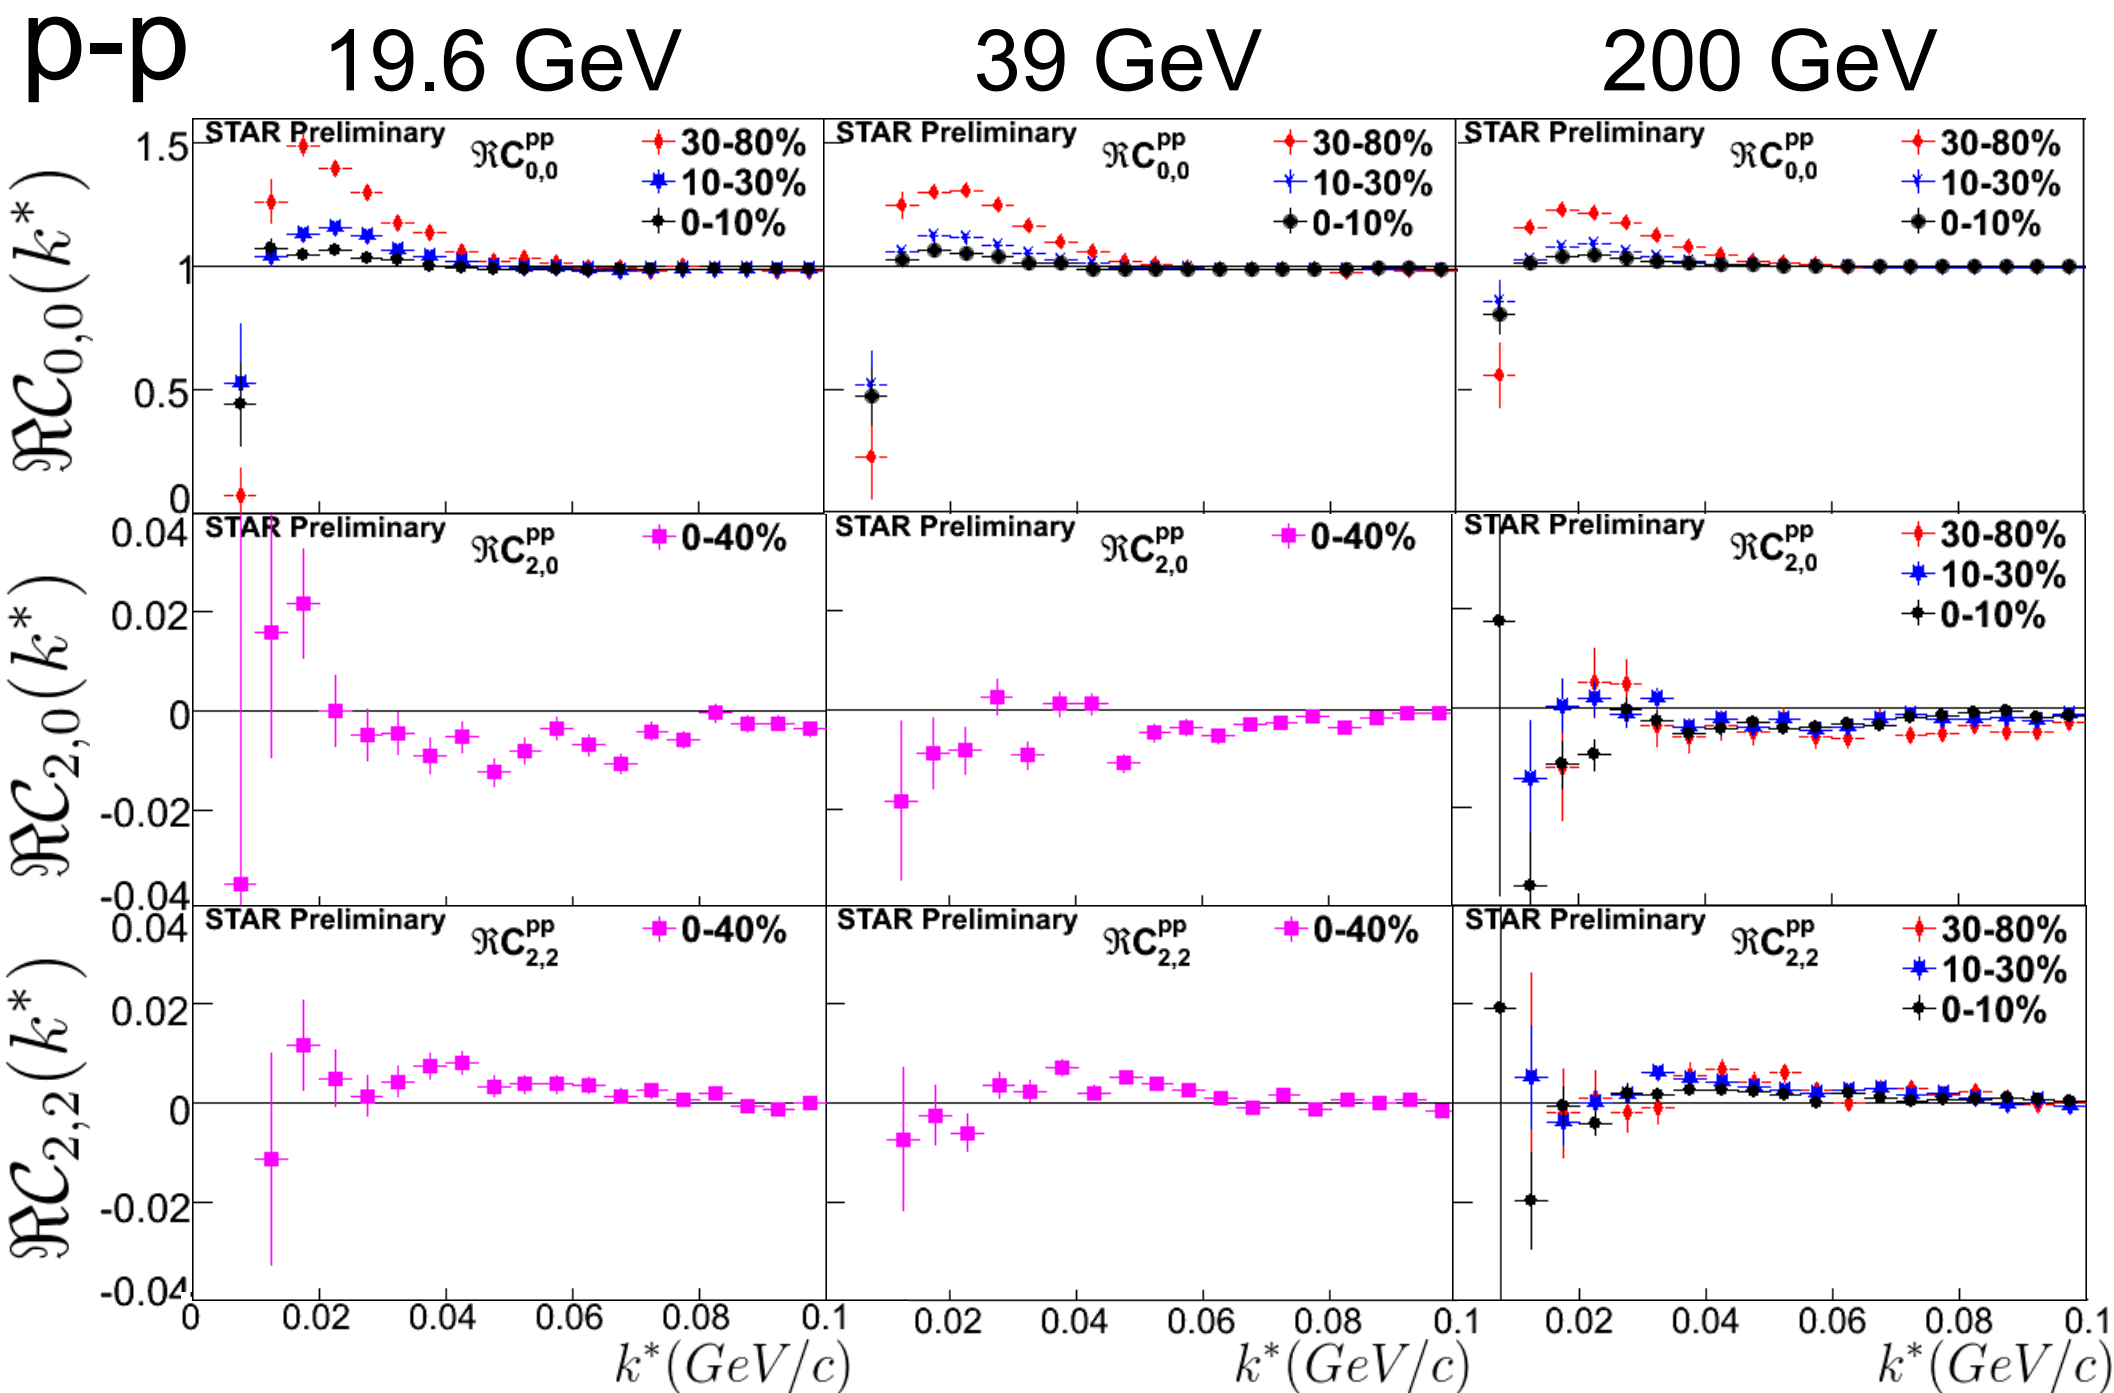 p-p 19.6 GeV 39 GeV 200 GeV
STAR Preliminary ℜC^pp_0,0 30-80% 10-30% 0-10%
STAR Preliminary ℜC^pp_0,0 30-80% 10-30% 0-10%
STAR Preliminary ℜC^pp_0,0 30-80% 10-30% 0-10%
ℜC_0,0(k*)
1.5
1
0.5
0
STAR Preliminary ℜC^pp_2,0 0-40%
STAR Preliminary ℜC^pp_2,0 0-40%
STAR Preliminary ℜC^pp_2,0 30-80% 10-30% 0-10%
ℜC_2,0(k*)
0.04
0.02
0
-0.02
-0.04
STAR Preliminary ℜC^pp_2,2 0-40%
STAR Preliminary ℜC^pp_2,2 0-40%
STAR Preliminary ℜC^pp_2,2 30-80% 10-30% 0-10%
ℜC_2,2(k*)
0.04
0.02
0
-0.02
-0.04
0 0.02 0.04 0.06 0.08 0.1 0.02 0.04 0.06 0.08 0.1 0.02 0.04 0.06 0.08 0.1
k*(GeV/c) k*(GeV/c) k*(GeV/c)